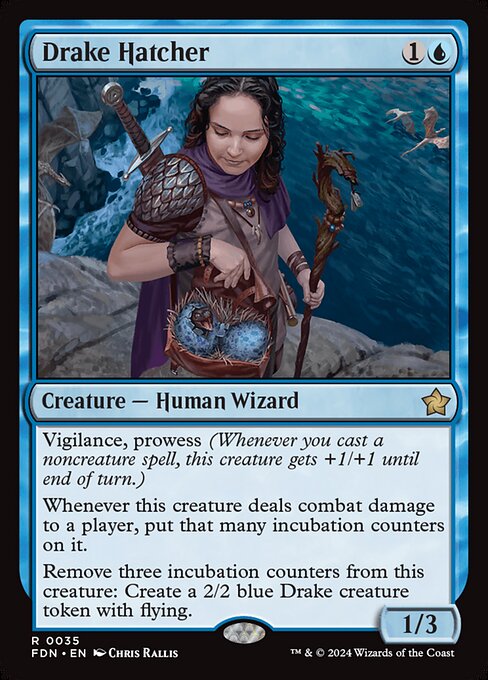 Drake Hatcher
1
Creature — Human Wizard
Vigilance, prowess (Whenever you cast a
noncreature spell, this creature gets +1/+1 until
end of turn.)
Whenever this creature deals combat damage
to a player, put that many incubation counters
on it.
Remove three incubation counters from this
creature: Create a 2/2 blue Drake creature
token with flying.
1/3
R 0035
FDN • EN Chris Rallis
™ & © 2024 Wizards of the Coast